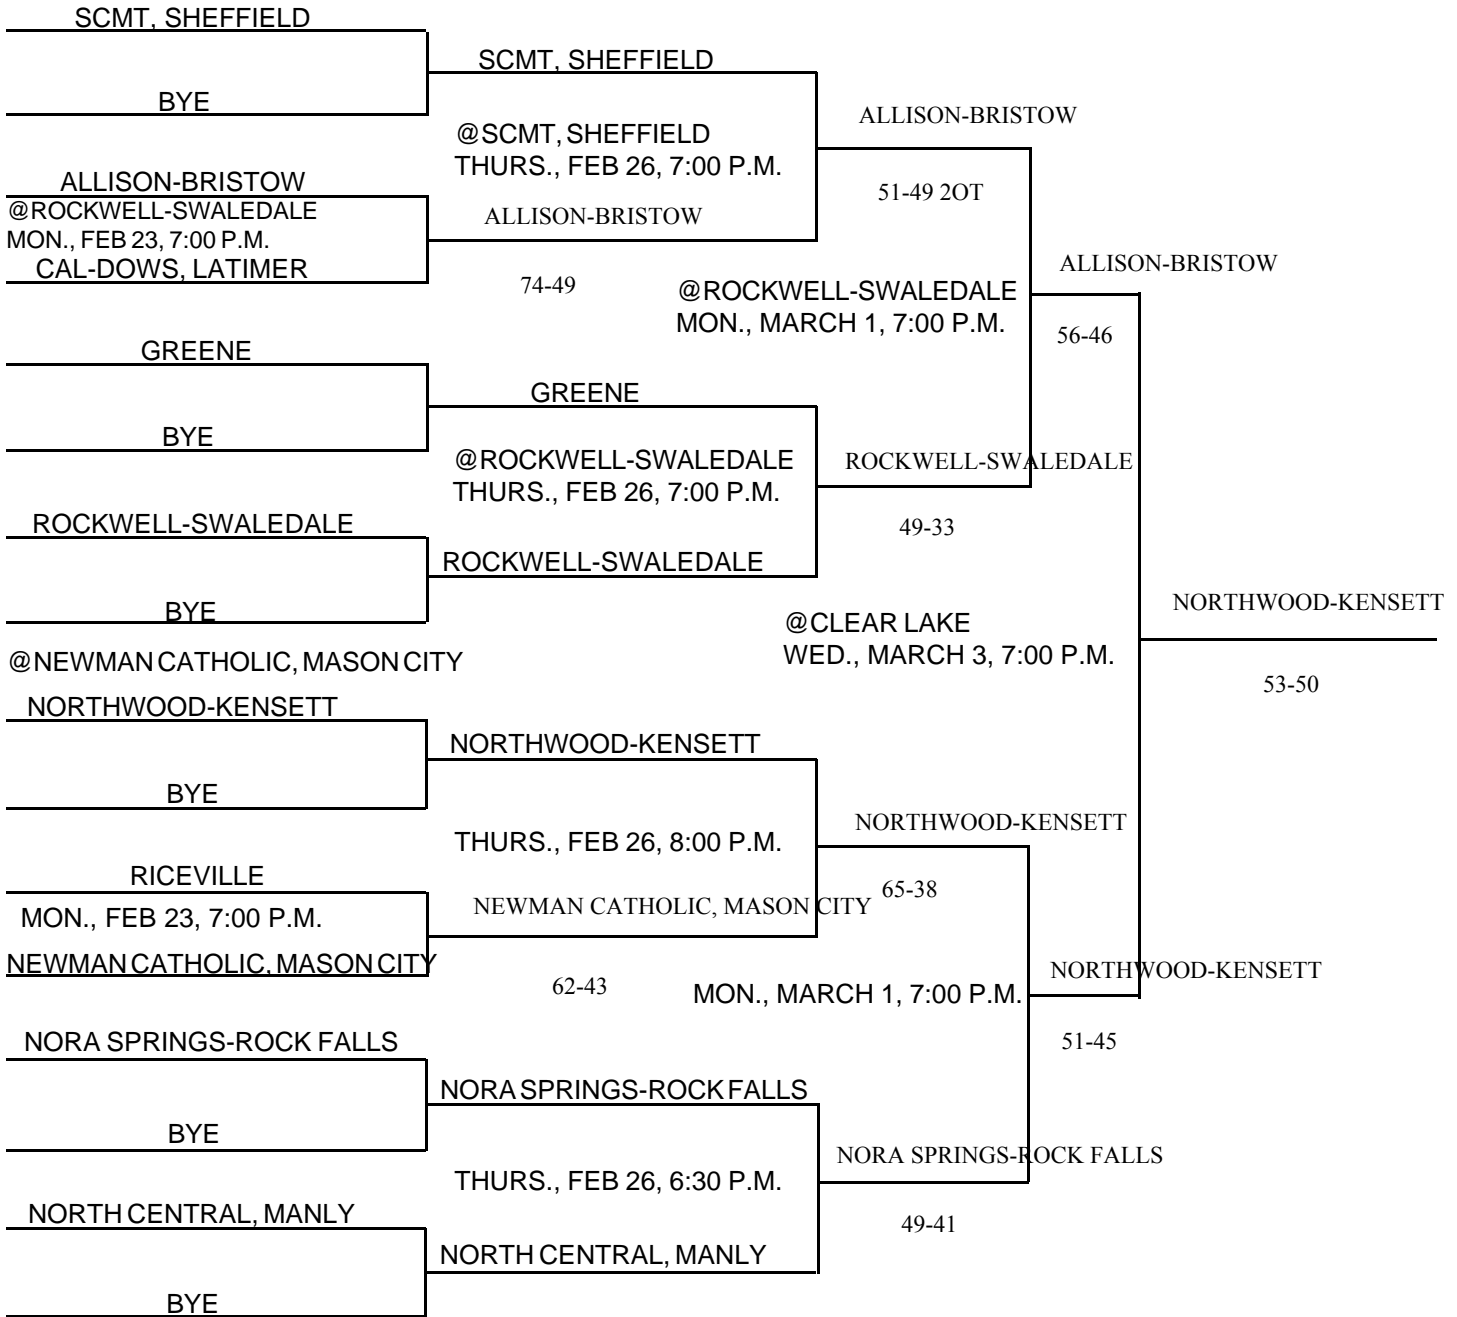 SCMT, SHEFFIELD
BYE
ALLISON-BRISTOW
@ROCKWELL-SWALEDALE
MON., FEB 23, 7:00 P.M.
CAL-DOWS, LATIMER
GREENE
BYE
ROCKWELL-SWALEDALE
BYE
@NEWMAN CATHOLIC, MASON CITY
NORTHWOOD-KENSETT
BYE
RICEVILLE
MON., FEB 23, 7:00 P.M.
NEWMAN CATHOLIC, MASON CITY
NORA SPRINGS-ROCK FALLS
BYE
NORTH CENTRAL, MANLY
BYE
SCMT, SHEFFIELD
@SCMT, SHEFFIELD
THURS., FEB 26, 7:00 P.M.
ALLISON-BRISTOW
74-49
GREENE
@ROCKWELL-SWALEDALE
THURS., FEB 26, 7:00 P.M.
ROCKWELL-SWALEDALE
NORTHWOOD-KENSETT
THURS., FEB 26, 8:00 P.M.
NEWMAN CATHOLIC, MASON CITY
62-43
NORA SPRINGS-ROCK FALLS
THURS., FEB 26, 6:30 P.M.
NORTH CENTRAL, MANLY
ALLISON-BRISTOW
51-49 2OT
@ROCKWELL-SWALEDALE
MON., MARCH 1, 7:00 P.M.
ROCKWELL-SWALEDALE
49-33
NORTHWOOD-KENSETT
65-38
MON., MARCH 1, 7:00 P.M.
NORA SPRINGS-ROCK FALLS
49-41
ALLISON-BRISTOW
56-46
@CLEAR LAKE
WED., MARCH 3, 7:00 P.M.
NORTHWOOD-KENSETT
51-45
NORTHWOOD-KENSETT
53-50